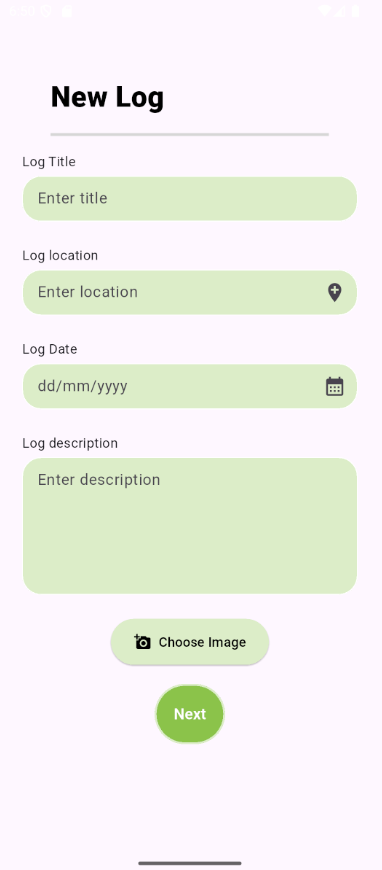 New Log
Log Title
Enter title
Log location
Enter location
Log Date
dd/mm/yyyy
Log description
Enter description
Choose Image
Next